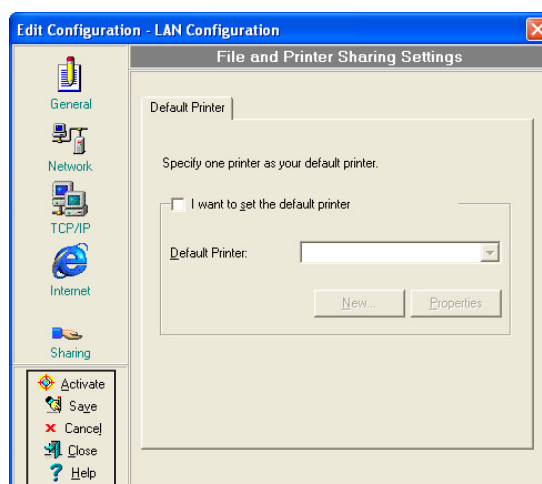 Edit Configuration - LAN Configuration
File and Printer Sharing Settings
General
Network
TCP/IP
Internet
Sharing
Activate
Save
Cancel
Close
Help
Default Printer
Specify one printer as your default printer.
I want to set the default printer
Default Printer:
New...
Properties